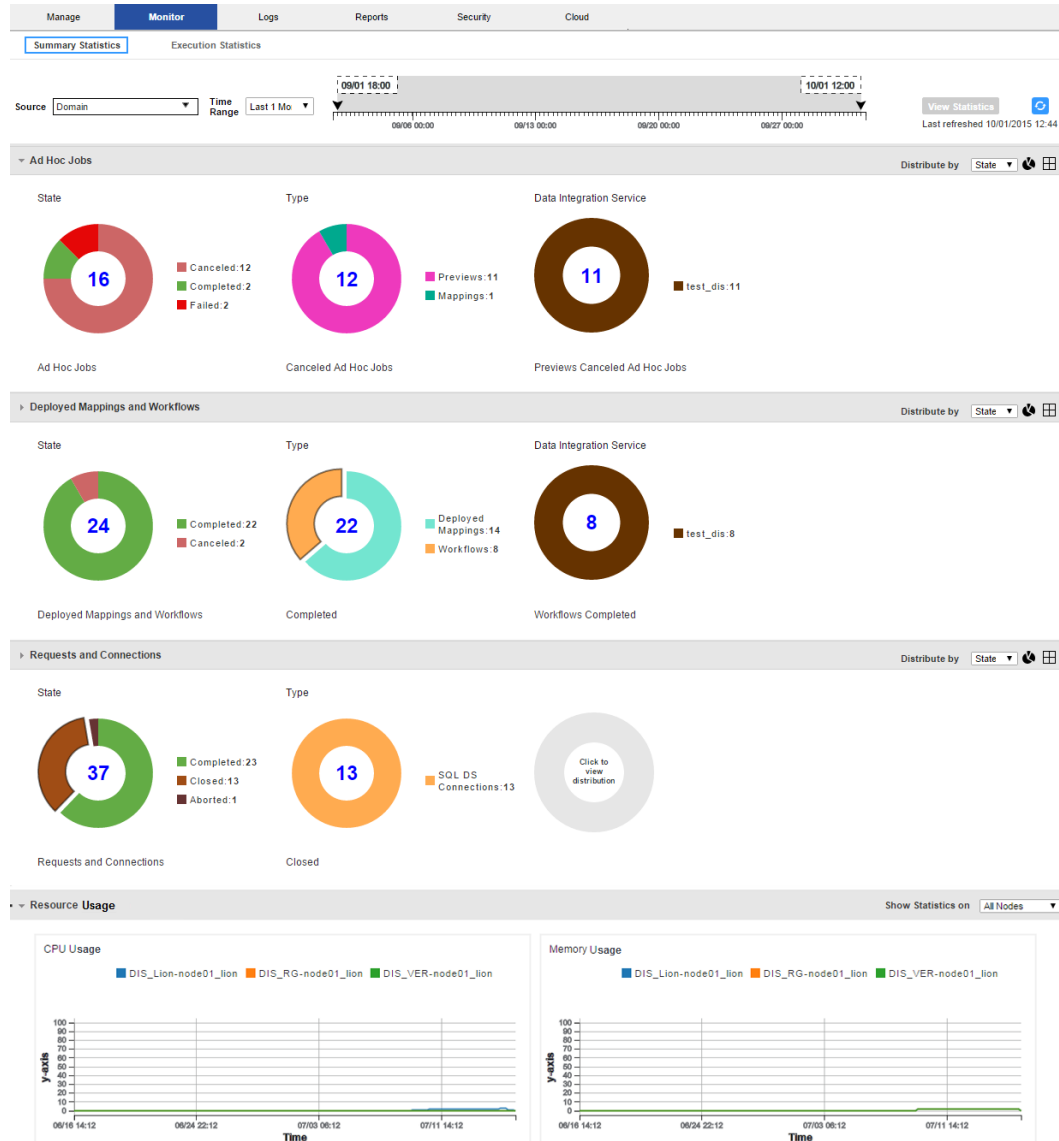 Manage Monitor Logs Reports Security Cloud
Summary Statistics Execution Statistics
09/01 18:00 10/01 12:00
Source Domain Time Range Last 1 Mo View Statistics
09/06 00:00 09/13 00:00 09/20 00:00 09/27 00:00 Last refreshed 10/01/2015 12:44
Ad Hoc Jobs Distribute by State
State Type Data Integration Service
16 12 11
Canceled:12
Completed:2
Failed:2
Previews:11
Mappings:1
test_dis:11
Ad Hoc Jobs Canceled Ad Hoc Jobs Previews Canceled Ad Hoc Jobs
Deployed Mappings and Workflows Distribute by State
State Type Data Integration Service
24 22 8
Completed:22
Canceled:2
Deployed
Mappings:14
Workflows:8
test_dis:8
Deployed Mappings and Workflows Completed Workflows Completed
Requests and Connections Distribute by State
State Type
37 13
Completed:23
Closed:13
Aborted:1
SQL DS
Connections:13
Click to
view
distribution
Requests and Connections Closed
Resource Usage Show Statistics on All Nodes
CPU Usage
DIS_Lion-node01_lion DIS_RG-node01_lion DIS_VER-node01_lion
100
90
80
70
60
50
40
30
20
10
0
y-axis
06/16 14:12 06/24 22:12 07/03 06:12 07/11 14:12
Time
Memory Usage
DIS_Lion-node01_lion DIS_RG-node01_lion DIS_VER-node01_lion
100
90
80
70
60
50
40
30
20
10
0
y-axis
06/16 14:12 06/24 22:12 07/03 06:12 07/11 14:12
Time